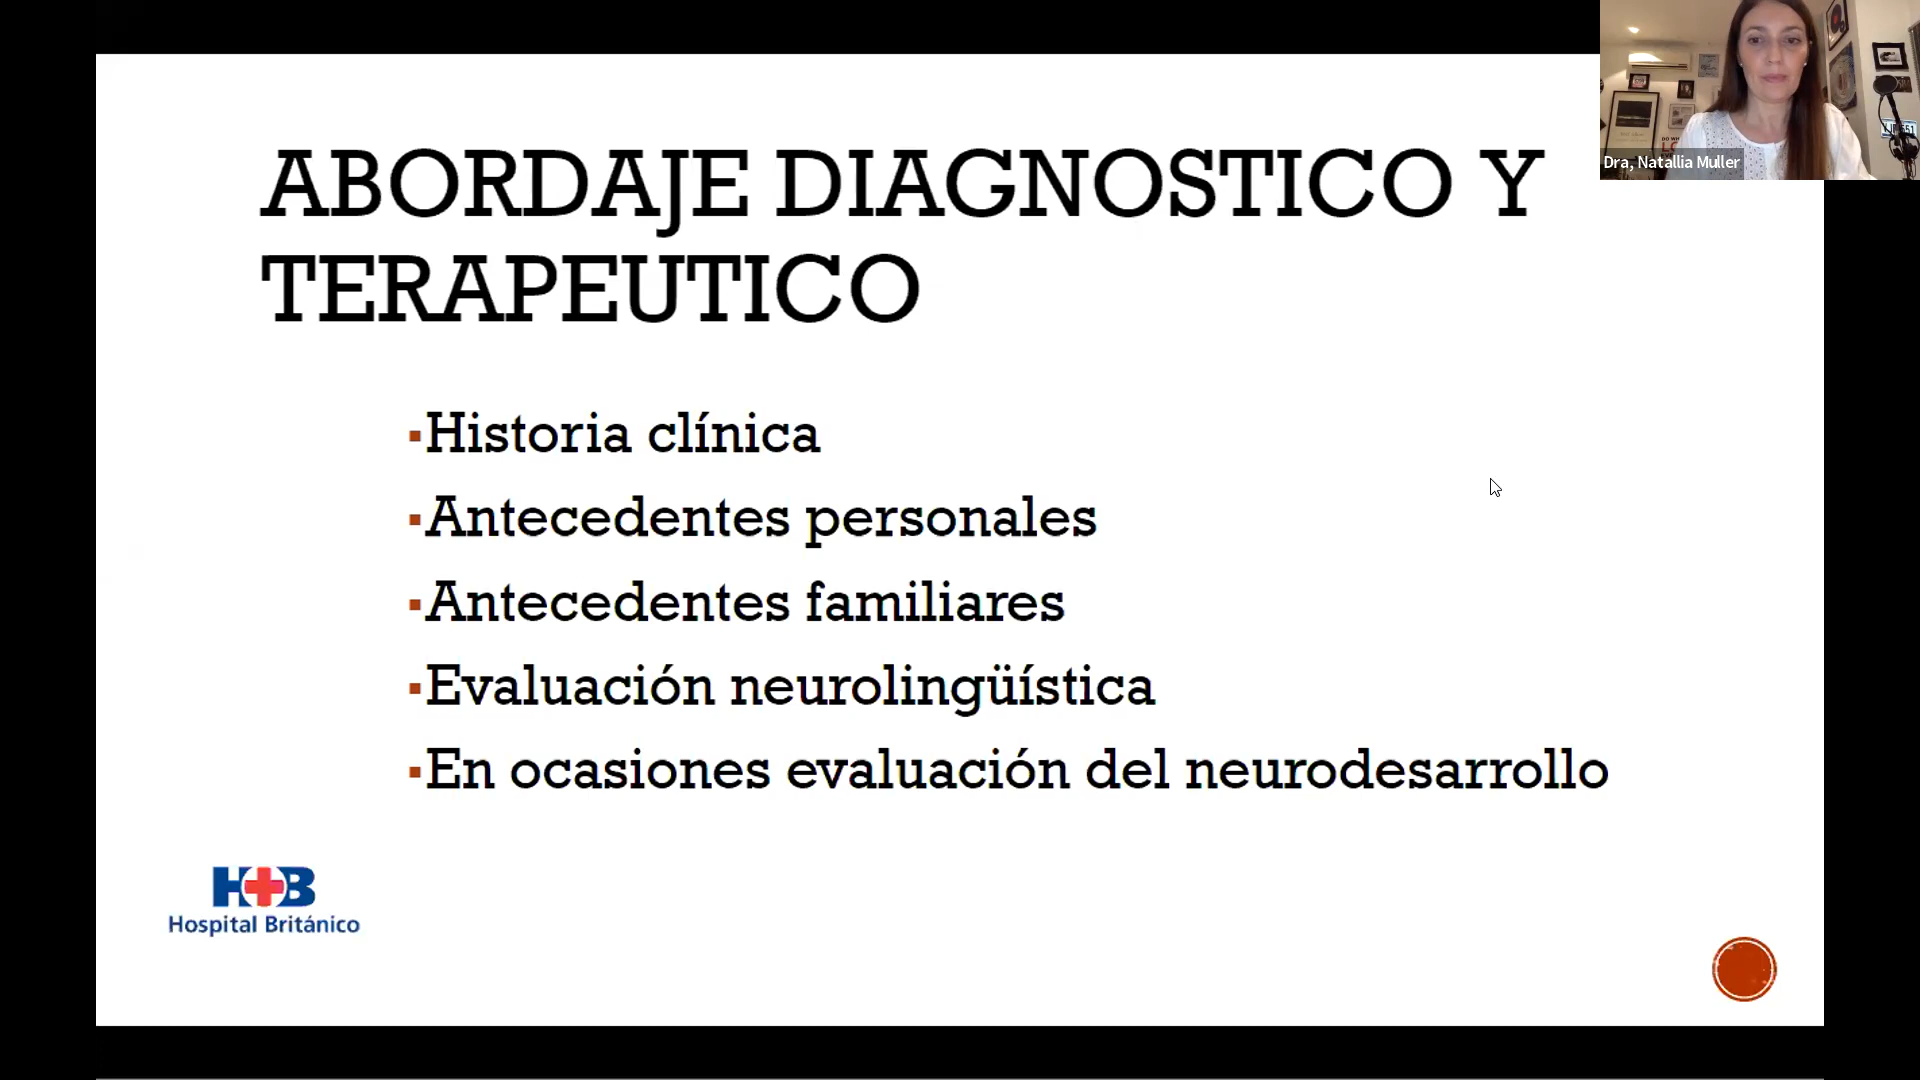 ABORDAJE DIAGNOSTICO Y
TERAPEUTICO
▪Historia clínica
▪Antecedentes personales
▪Antecedentes familiares
▪Evaluación neurolingüística
▪En ocasiones evaluación del neurodesarrollo
H+B
Hospital Británico
Dra, Natallia Muller